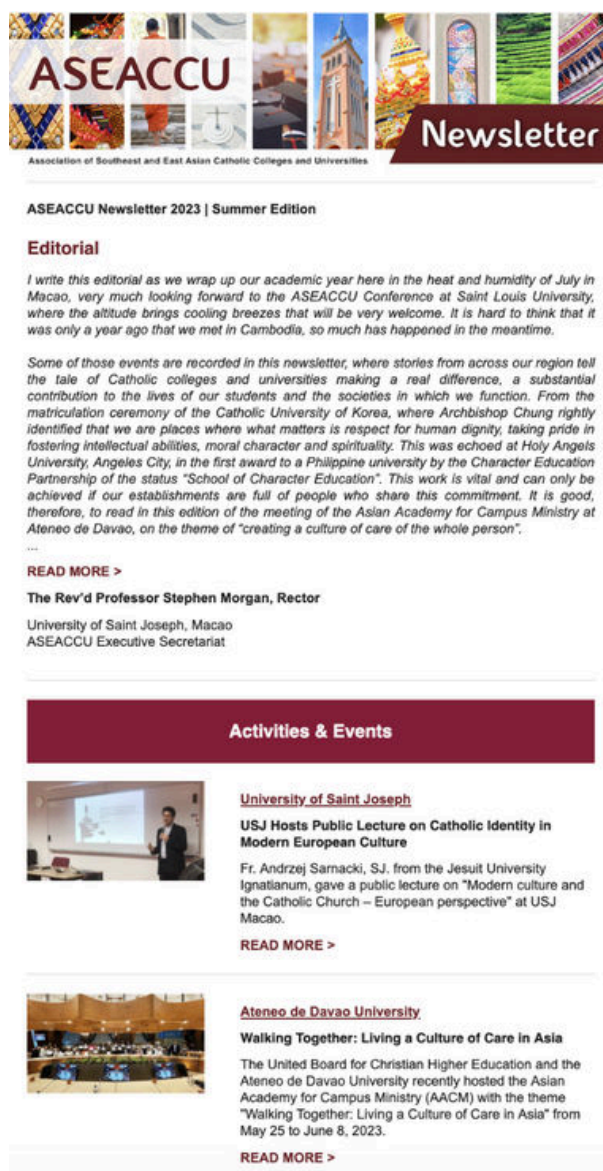 ASEACCU
Newsletter
Association of Southeast and East Asian Catholic Colleges and Universities
ASEACCU Newsletter 2023 | Summer Edition
Editorial
I write this editorial as we wrap up our academic year here in the heat and humidity of July in
Macao, very much looking forward to the ASEACCU Conference at Saint Louis University,
where the altitude brings cooling breezes that will be very welcome. It is hard to think that it
was only a year ago that we met in Cambodia, so much has happened in the meantime.
Some of those events are recorded in this newsletter, where stories from across our region tell
the tale of Catholic colleges and universities making a real difference, a substantial
contribution to the lives of our students and the societies in which we function. From the
matriculation ceremony of the Catholic University of Korea, where Archbishop Chung rightly
identified that we are places where what matters is respect for human dignity, taking pride in
fostering intellectual abilities, moral character and spirituality. This was echoed at Holy Angels
University, Angeles City, in the first award to a Philippine university by the Character Education
Partnership of the status “School of Character Education”. This work is vital and can only be
achieved if our establishments are full of people who share this commitment. It is good,
therefore, to read in this edition of the meeting of the Asian Academy for Campus Ministry at
Ateneo de Davao, on the theme of “creating a culture of care of the whole person”.
...
READ MORE >
The Rev'd Professor Stephen Morgan, Rector
University of Saint Joseph, Macao
ASEACCU Executive Secretariat
Activities & Events
University of Saint Joseph
USJ Hosts Public Lecture on Catholic Identity in
Modern European Culture
Fr. Andrzej Sarnacki, SJ. from the Jesuit University
Ignatianum, gave a public lecture on "Modern culture and
the Catholic Church – European perspective" at USJ
Macao.
READ MORE >
Ateneo de Davao University
Walking Together: Living a Culture of Care in Asia
The United Board for Christian Higher Education and the
Ateneo de Davao University recently hosted the Asian
Academy for Campus Ministry (AACM) with the theme
"Walking Together: Living a Culture of Care in Asia" from
May 25 to June 8, 2023.
READ MORE >